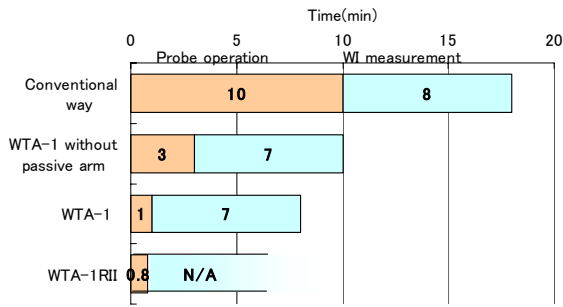 Time(min)
0 5 10 15 20
Probe operation WI measurement
Conventional
way
10 8
WTA-1 without
passive arm
3 7
WTA-1
1 7
WTA-1RII
0.8 N/A